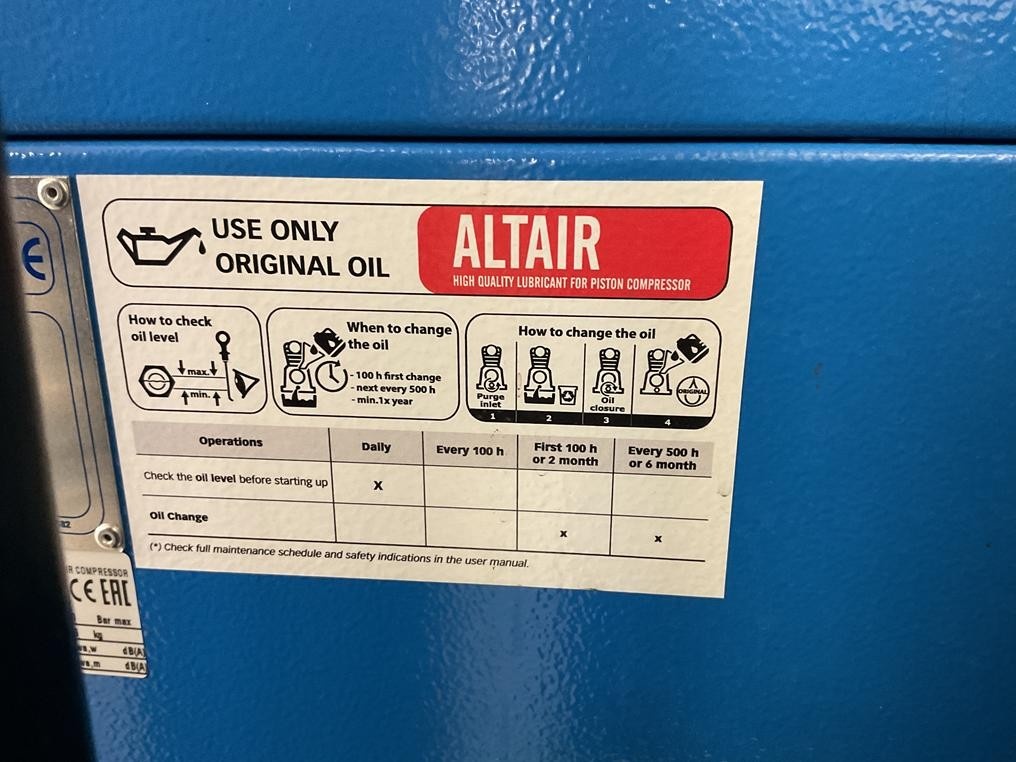 USE ONLY
ORIGINAL OIL
ALTAIR
HIGH QUALITY LUBRICANT FOR PISTON COMPRESSOR
How to check
oil level
max.
min.
When to change
the oil
- 100 h first change
- next every 500 h
- min.1x year
How to change the oil
Purge
inlet
Oil
closure
ORIGINAL
1 2 3 4
Operations Daily Every 100 h First 100 h
or 2 month Every 500 h
or 6 month
Check the oil level before starting up X
Oil Change x x
(*) Check full maintenance schedule and safety indications in the user manual.
CE
R COMPRESSOR
CE EAC
Bar max
kg
dB(A)
dB(A)